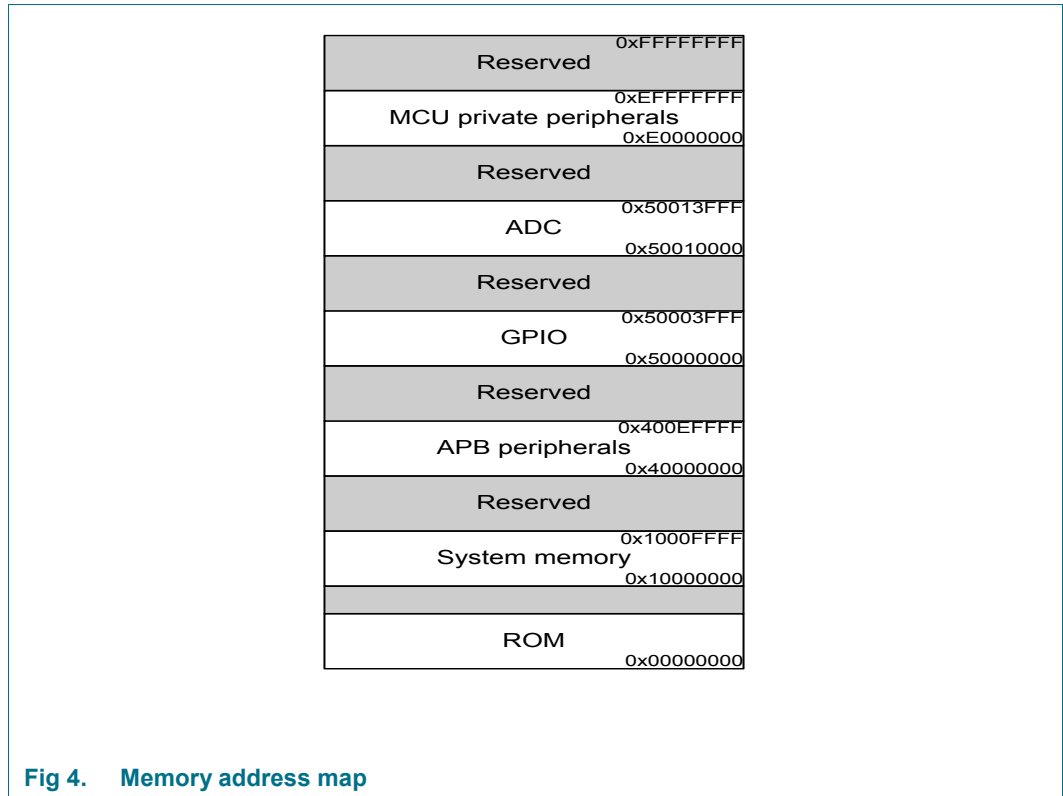 0xFFFFFFFF
Reserved
0xEFFFFFFF
MCU private peripherals
0xE0000000
Reserved
0x50013FFF
ADC
0x50010000
Reserved
0x50003FFF
GPIO
0x50000000
Reserved
0x400EFFFF
APB peripherals
0x40000000
Reserved
0x1000FFFF
System memory
0x10000000
ROM
0x00000000
Fig 4. Memory address map